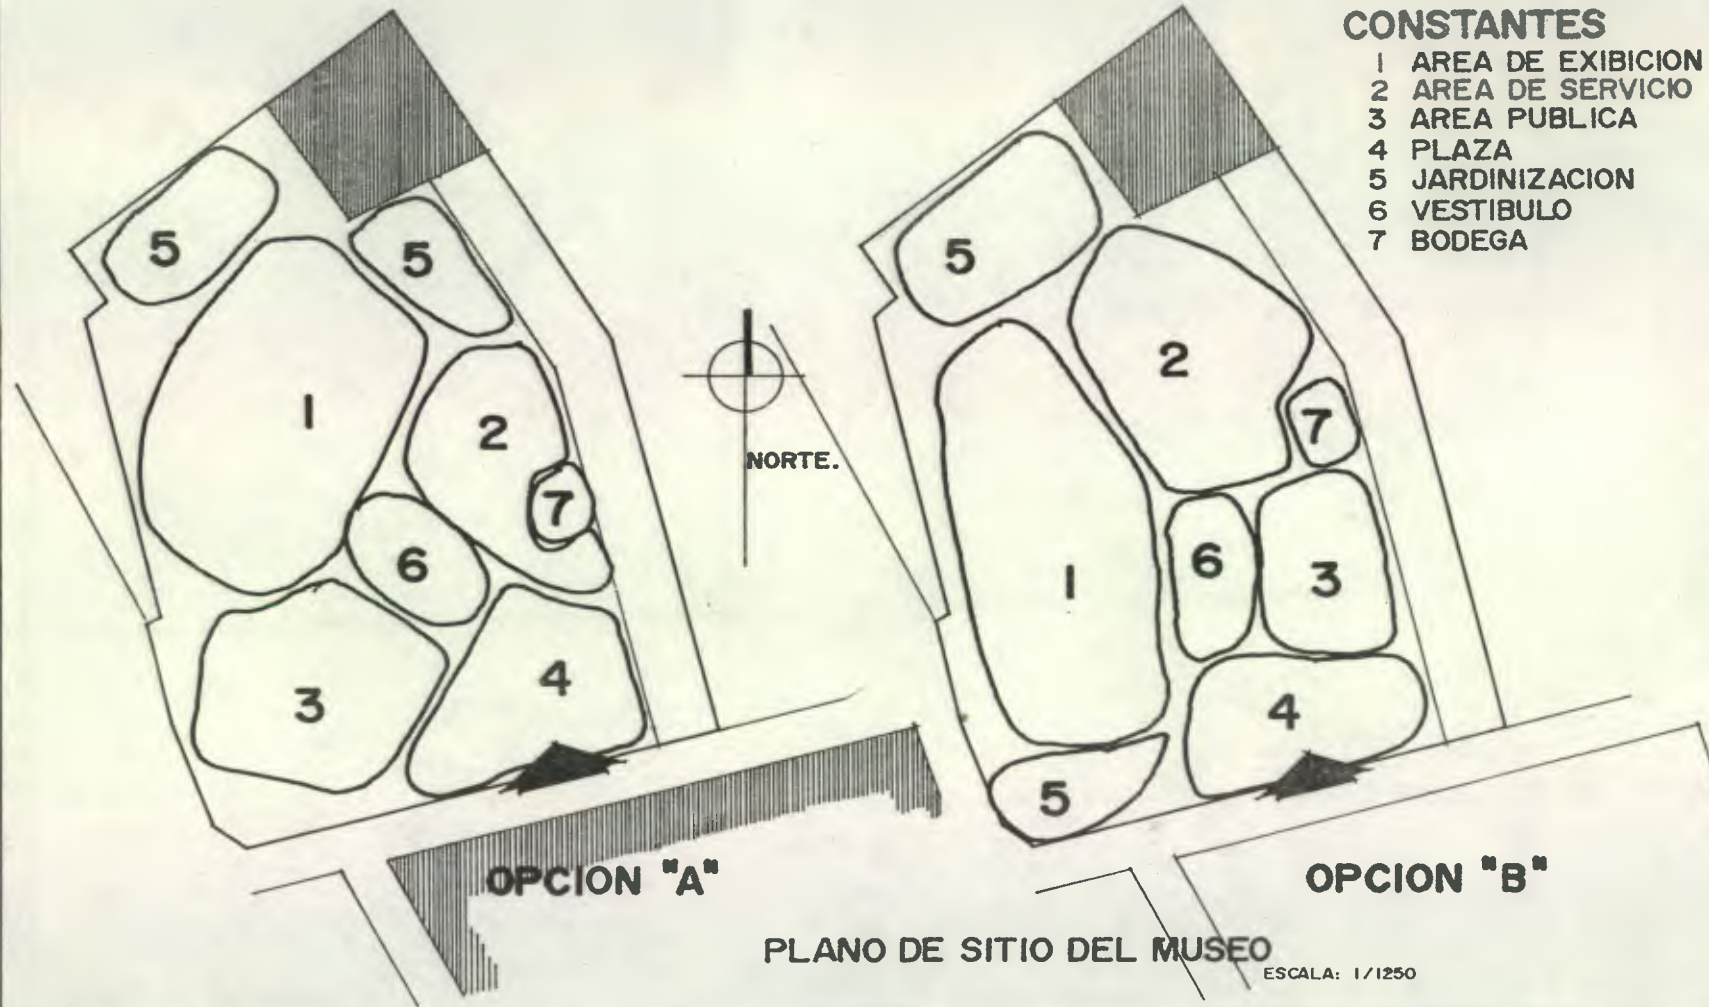 CONSTANTES
1 AREA DE EXIBICION
2 AREA DE SERVICIO
3 AREA PUBLICA
4 PLAZA
5 JARDINIZACION
6 VESTIBULO
7 BODEGA
5
5
1
2
7
6
3
4
NORTE.
5
2
7
1
6
3
4
5
OPCION "A"
OPCION "B"
PLANO DE SITIO DEL MUSEO
ESCALA: 1/1250